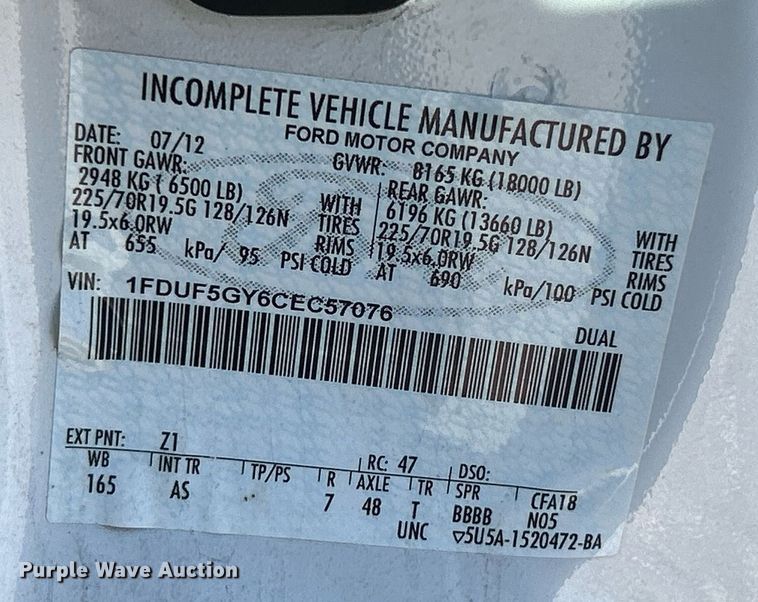 INCOMPLETE VEHICLE MANUFACTURED BY
FORD MOTOR COMPANY
DATE: 07/12 GVWR: 8165 KG (18000 LB)
FRONT GAWR: REAR GAWR:
2948 KG ( 6500 LB) WITH 6196 KG (13660 LB) WITH
225/70R19.5G 128/126N TIRES 225/70R19.5G 128/126N TIRES
19.5x6.0RW RIMS 19.5x6.0RW RIMS
AT 655 kPa/ 95 PSI COLD AT 690 kPa/100 PSI COLD
VIN: 1FDUF5GY6CEC57076
DUAL
EXT PNT: Z1 RC: 47 DSO:
WB INT TR TP/PS R AXLE TR SPR CFA18
165 AS 7 48 T BBBB N05
UNC ▽5U5A-1520472-BA
Purple Wave Auction